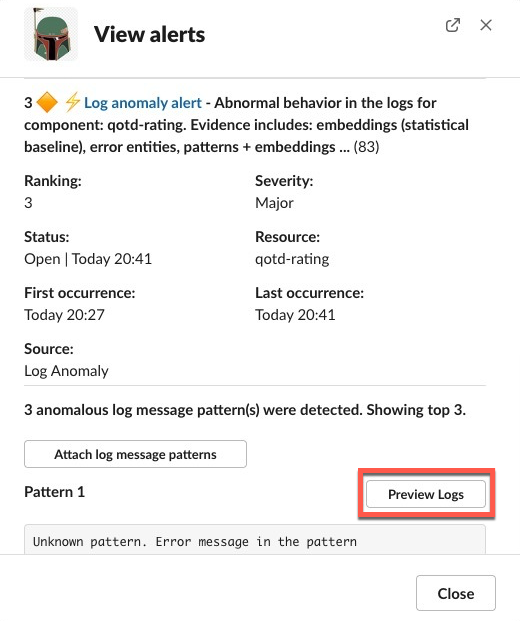 View alerts
3 🔶 ⚡Log anomaly alert - Abnormal behavior in the logs for
component: qotd-rating. Evidence includes: embeddings (statistical
baseline), error entities, patterns + embeddings ... (83)
Ranking: Severity:
3 Major
Status: Resource:
Open | Today 20:41 qotd-rating
First occurrence: Last occurrence:
Today 20:27 Today 20:41
Source:
Log Anomaly
3 anomalous log message pattern(s) were detected. Showing top 3.
Attach log message patterns
Pattern 1 Preview Logs
Unknown pattern. Error message in the pattern
Close